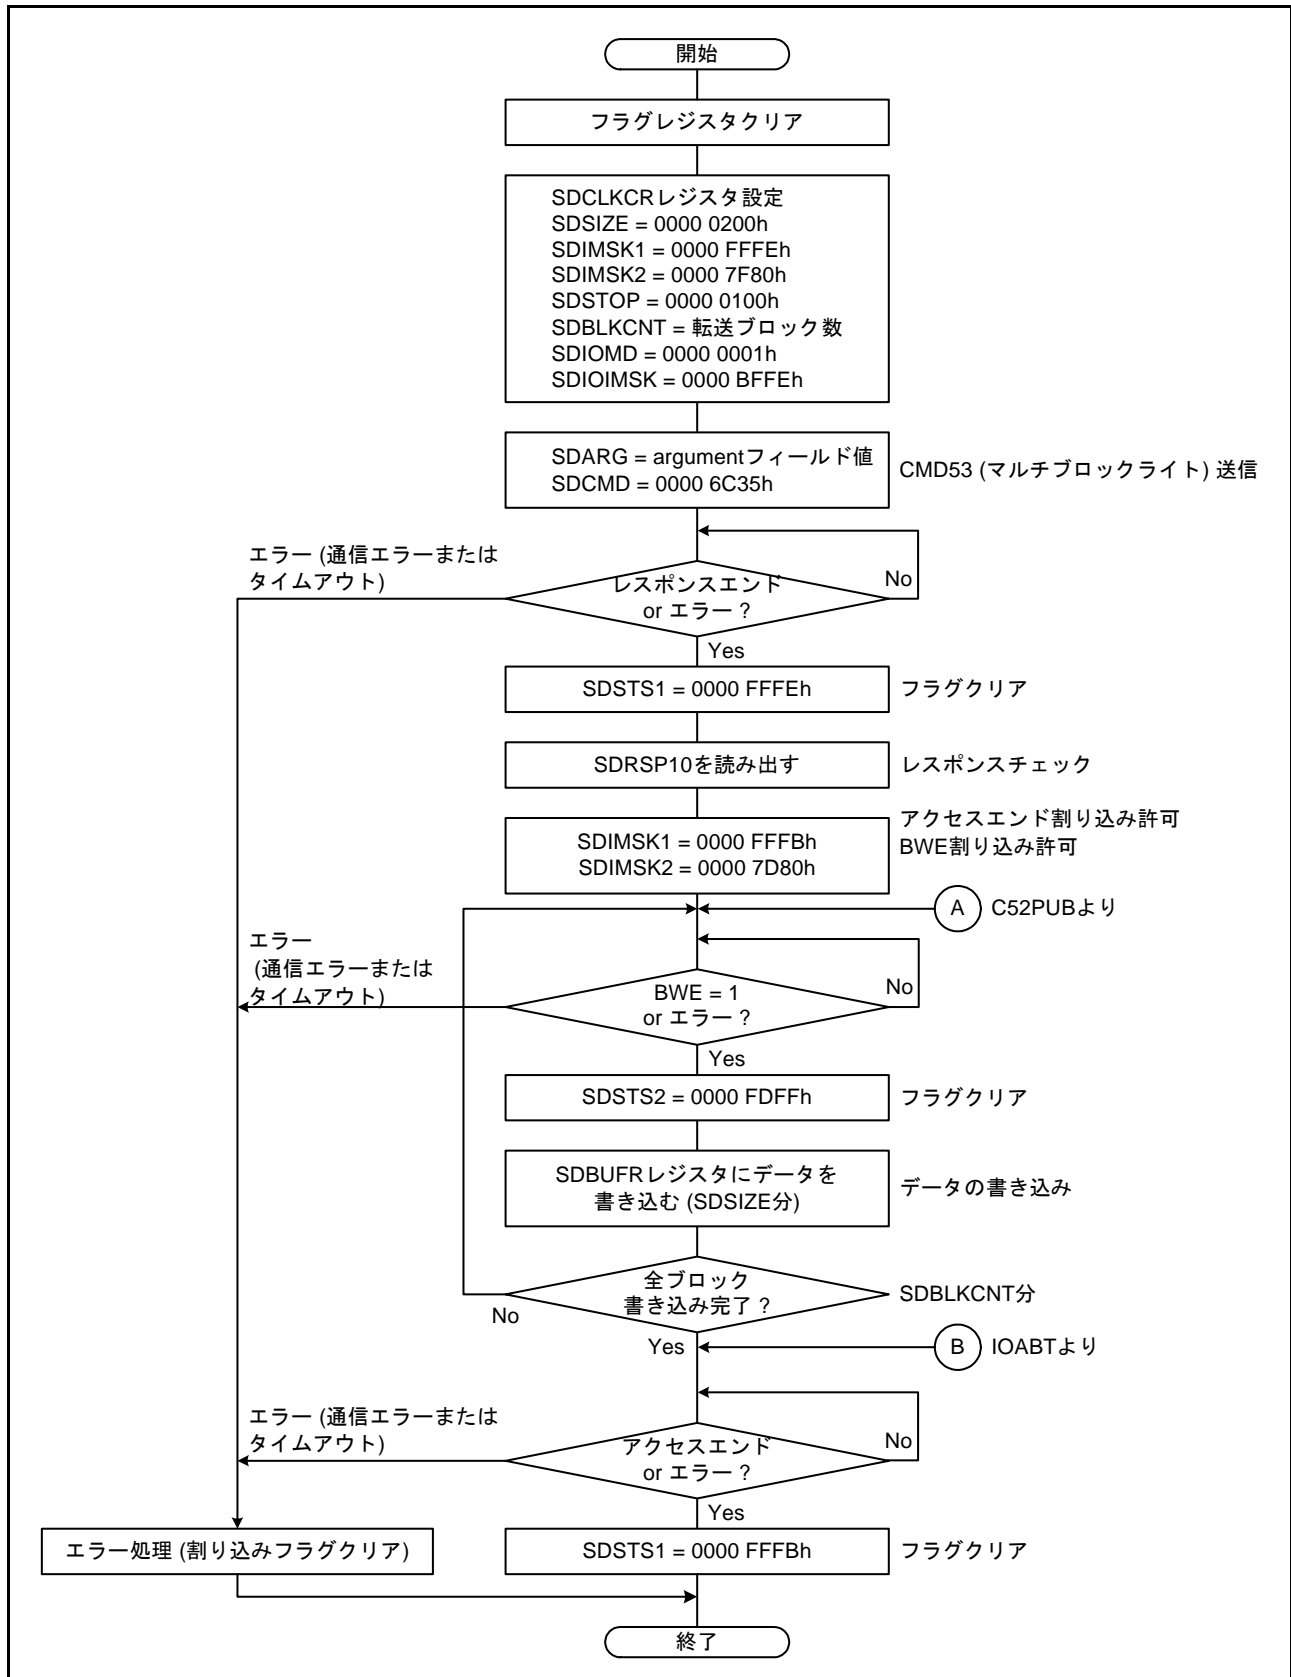 開始
フラグレジスタクリア
SDCLKCRレジスタ設定
SDSIZE = 0000 0200h
SDIMSK1 = 0000 FFFEh
SDIMSK2 = 0000 7F80h
SDSTOP = 0000 0100h
SDBLKCNT = 転送ブロック数
SDIOMD = 0000 0001h
SDIOIMSK = 0000 BFFEh
SDARG = argumentフィールド値
SDCMD = 0000 6C35h
CMD53 (マルチブロックライト) 送信
エラー (通信エラーまたは
タイムアウト)
レスポンスエンド
or エラー ?
No
Yes
SDSTS1 = 0000 FFFEh
フラグクリア
SDRSP10を読み出す
レスポンスチェック
SDIMSK1 = 0000 FFFBh
SDIMSK2 = 0000 7D80h
アクセスエンド割り込み許可
BWE割り込み許可
A
C52PUBより
エラー
(通信エラーまたは
タイムアウト)
BWE = 1
or エラー ?
No
Yes
SDSTS2 = 0000 FDFFh
フラグクリア
SDBUFRレジスタにデータを
書き込む (SDSIZE分)
データの書き込み
全ブロック
書き込み完了 ?
SDBLKCNT分
No
Yes
B
IOABTより
エラー (通信エラーまたは
タイムアウト)
アクセスエンド
or エラー ?
No
Yes
エラー処理 (割り込みフラグクリア)
SDSTS1 = 0000 FFFBh
フラグクリア
終了